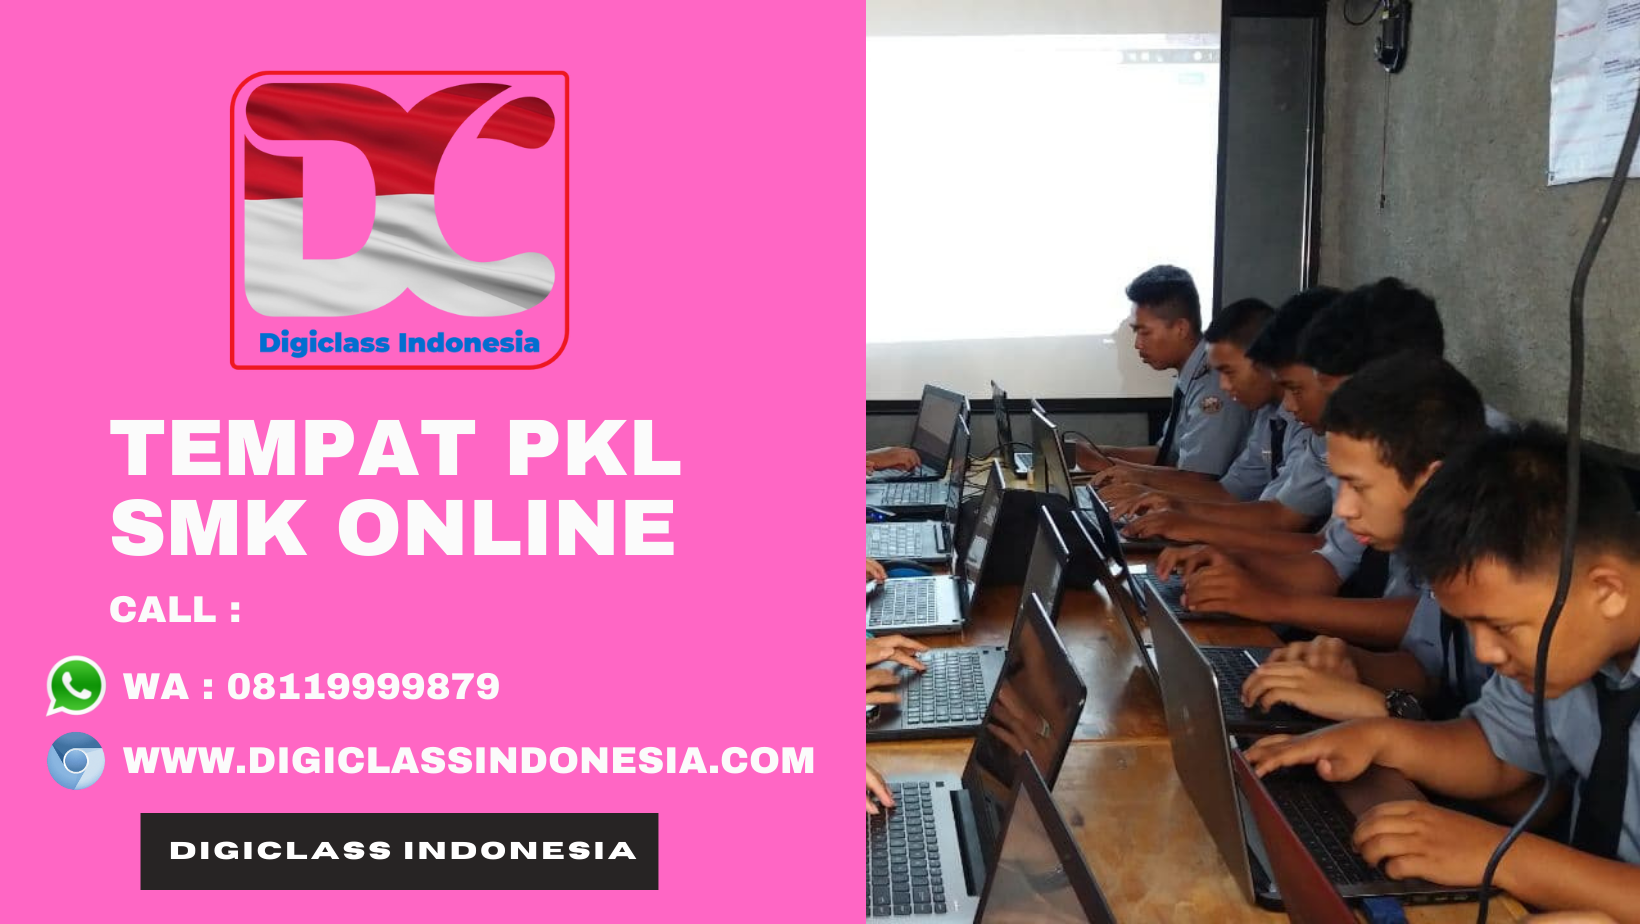 DC
Digiclass Indonesia
TEMPAT PKL
SMK ONLINE
CALL :
WA : 08119999879
WWW.DIGICLASSINDONESIA.COM
DIGICLASS INDONESIA